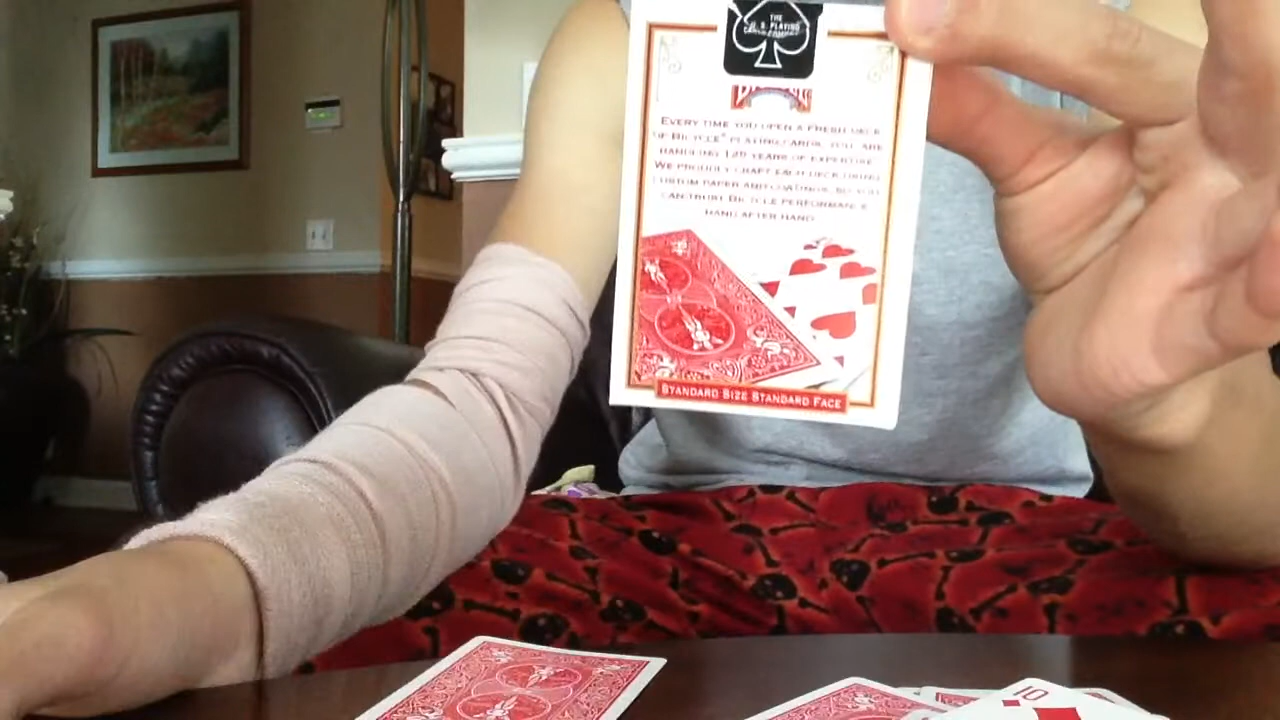 THE
U. S. PLAYING
CARD COMPANY
EVERY TIME YOU OPEN A FRESH DECK
OF BICYCLE® PLAYING CARDS, YOU ARE
HANDLING 125 YEARS OF EXPERTISE.
WE PROUDLY CRAFT EACH DECK USING
CUSTOM PAPER AND COATINGS, SO YOU
CAN TRUST BICYCLE PERFORMANCE
HAND AFTER HAND.
STANDARD SIZE STANDARD FACE
10